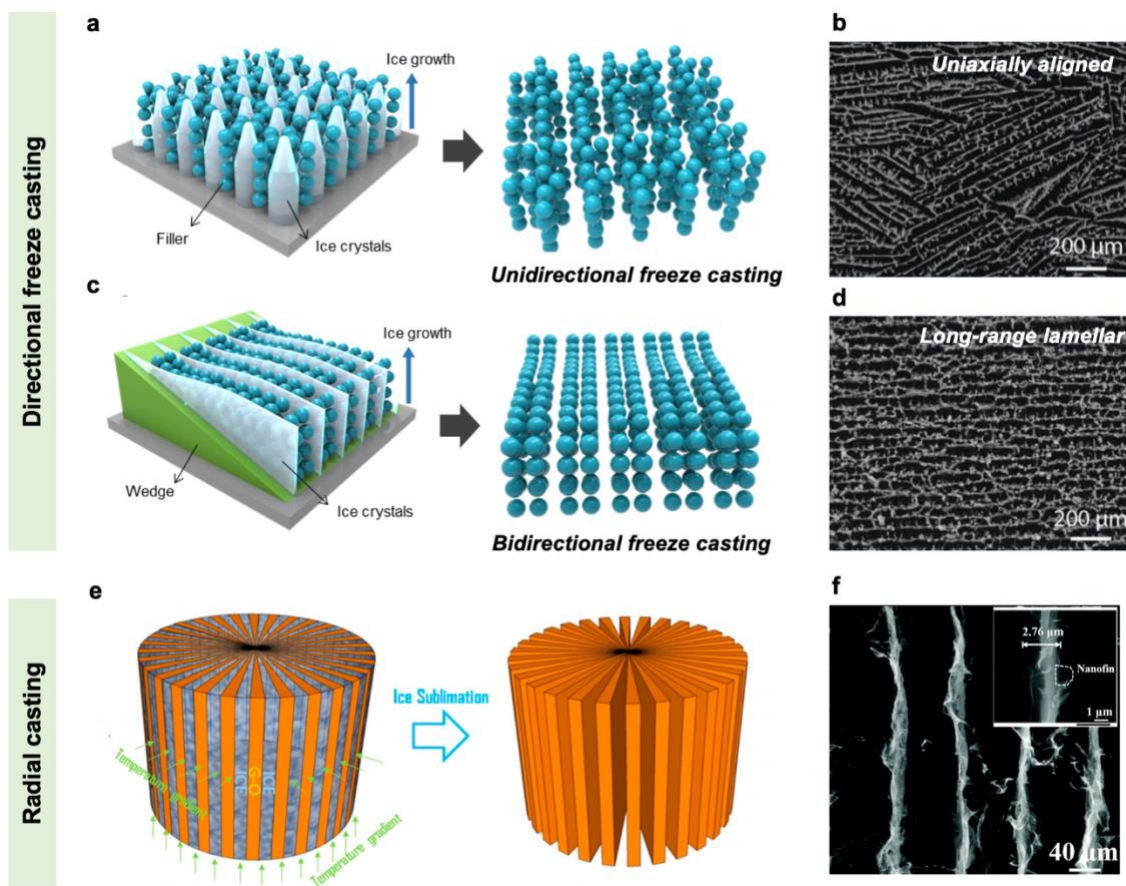 Directional freeze casting
a
Ice growth
Filler
Ice crystals
Unidirectional freeze casting
b
Uniaxially aligned
200 µm
c
Ice growth
Wedge
Ice crystals
Bidirectional freeze casting
d
Long-range lamellar
200 µm
Radial casting
e
Temperature gradient
ICE
G-O
ICE
Temperature gradient
Ice Sublimation
f
2.76 µm
Nanofin
1 µm
40 µm